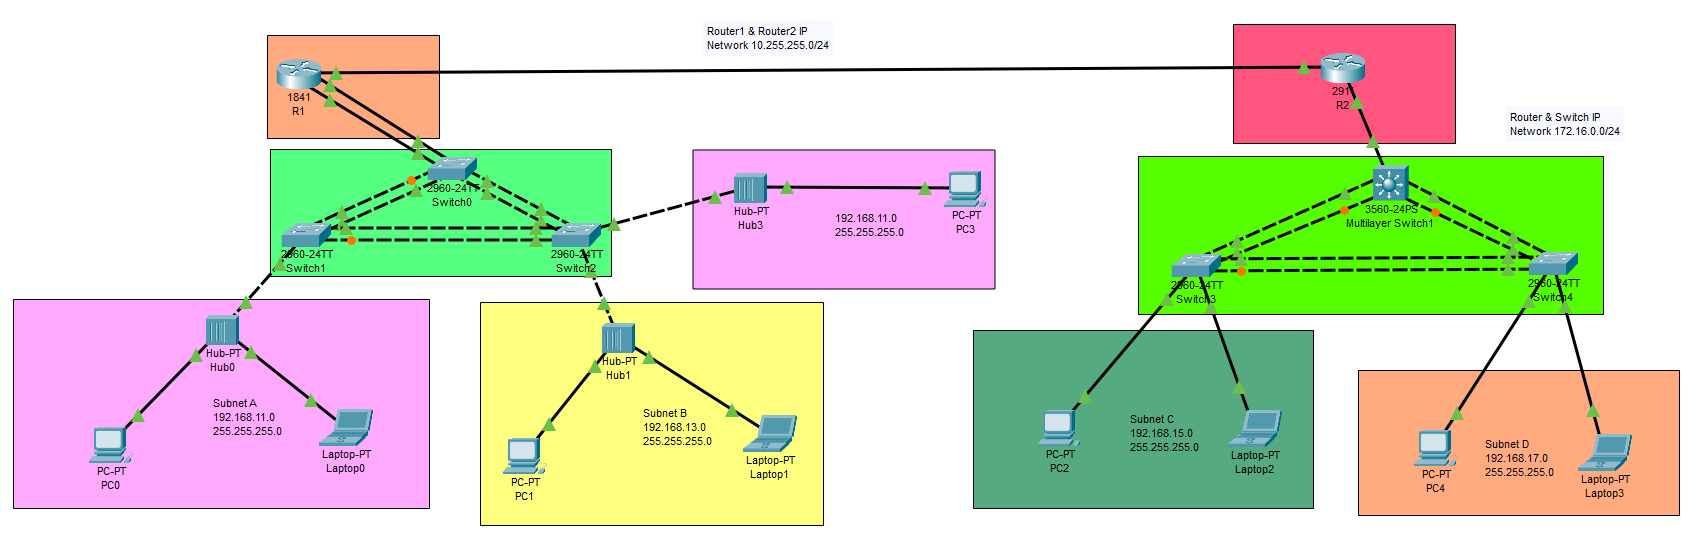 Router1 & Router2 IP
Network 10.255.255.0/24
1841
R1
291
R2
Router & Switch IP
Network 172.16.0.0/24
2960-24TT
Switch0
Hub-PT
Hub3
192.168.11.0
255.255.255.0
PC-PT
PC3
3560-24PS
Multilayer Switch1
2960-24TT
Switch1
2960-24TT
Switch2
2960-24TT
Switch3
2960-24TT
Switch4
Hub-PT
Hub0
Hub-PT
Hub1
Subnet A
192.168.11.0
255.255.255.0
PC-PT
PC0
Laptop-PT
Laptop0
Subnet B
192.168.13.0
255.255.255.0
PC-PT
PC1
Laptop-PT
Laptop1
Subnet C
192.168.15.0
255.255.255.0
PC-PT
PC2
Laptop-PT
Laptop2
Subnet D
192.168.17.0
255.255.255.0
PC-PT
PC4
Laptop-PT
Laptop3